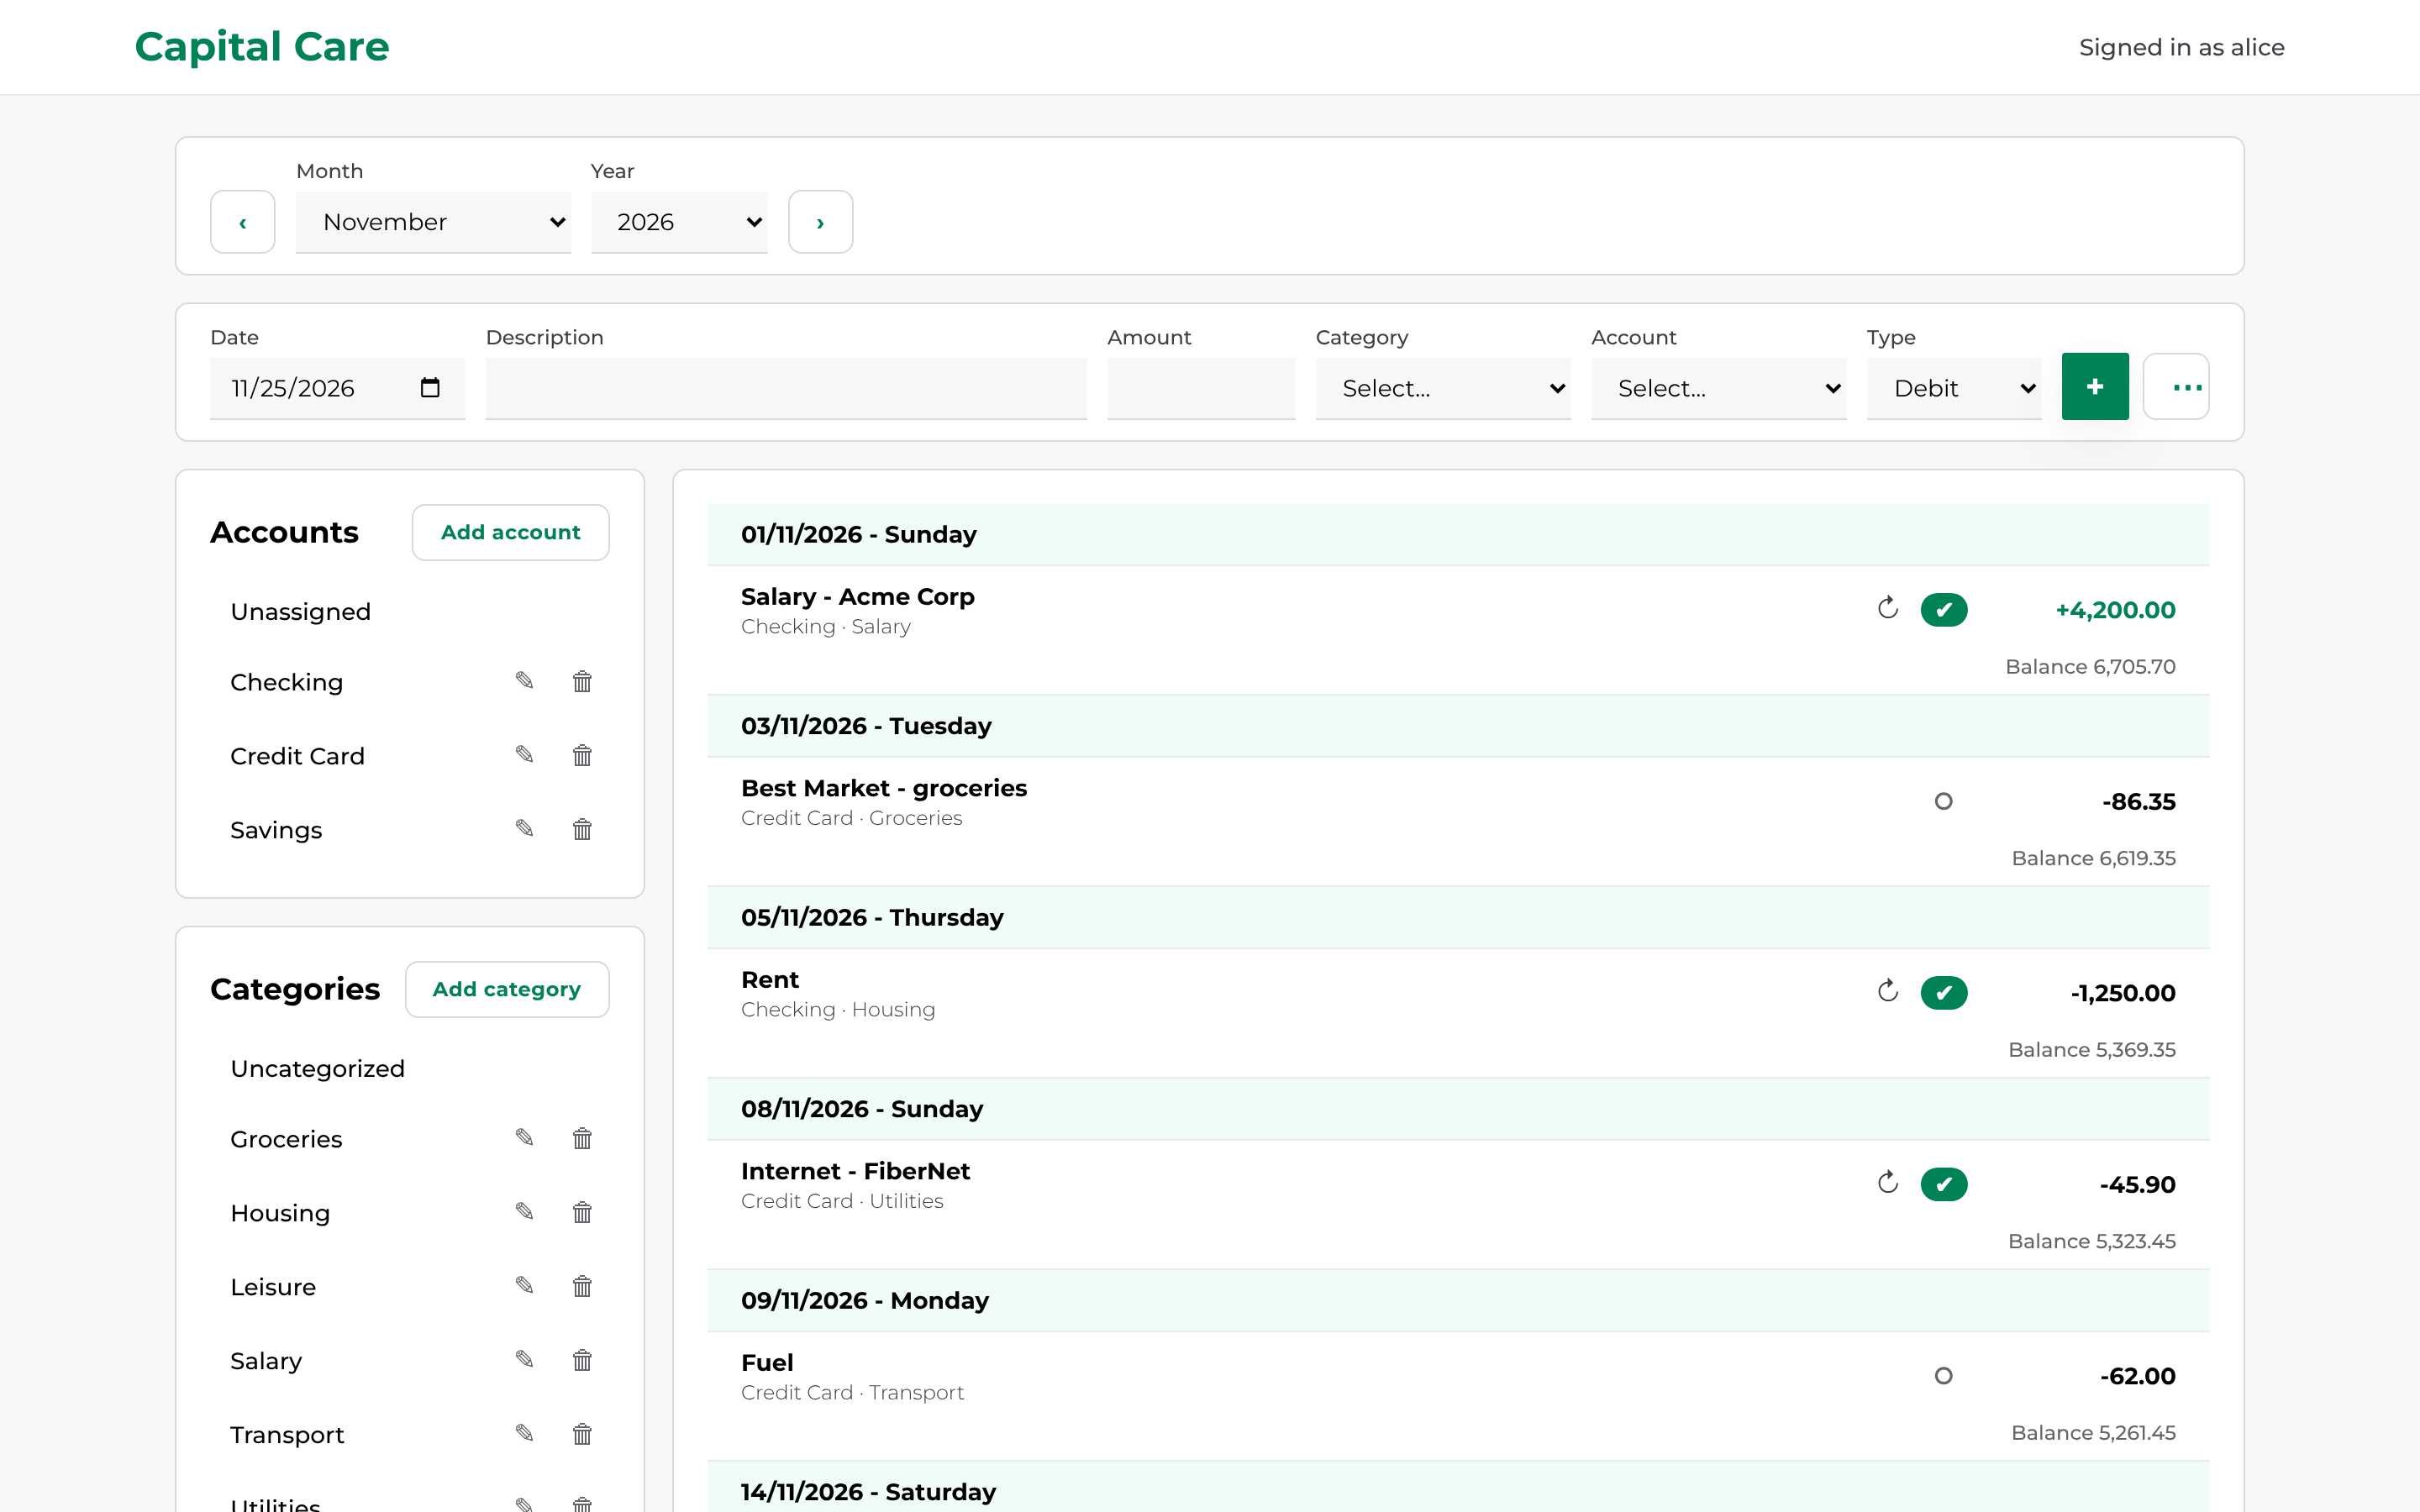 Capital Care
Signed in as alice
Month
Year
‹
November
2026
›
Date
Description
Amount
Category
Account
Type
11/25/2026
Select...
Select...
Debit
+
...
Accounts
Add account
Unassigned
Checking
Credit Card
Savings
Categories
Add category
Uncategorized
Groceries
Housing
Leisure
Salary
Transport
Utilities
01/11/2026 - Sunday
Salary - Acme Corp
+4,200.00
Checking · Salary
Balance 6,705.70
03/11/2026 - Tuesday
Best Market - groceries
-86.35
Credit Card · Groceries
Balance 6,619.35
05/11/2026 - Thursday
Rent
-1,250.00
Checking · Housing
Balance 5,369.35
08/11/2026 - Sunday
Internet - FiberNet
-45.90
Credit Card · Utilities
Balance 5,323.45
09/11/2026 - Monday
Fuel
-62.00
Credit Card · Transport
Balance 5,261.45
14/11/2026 - Saturday